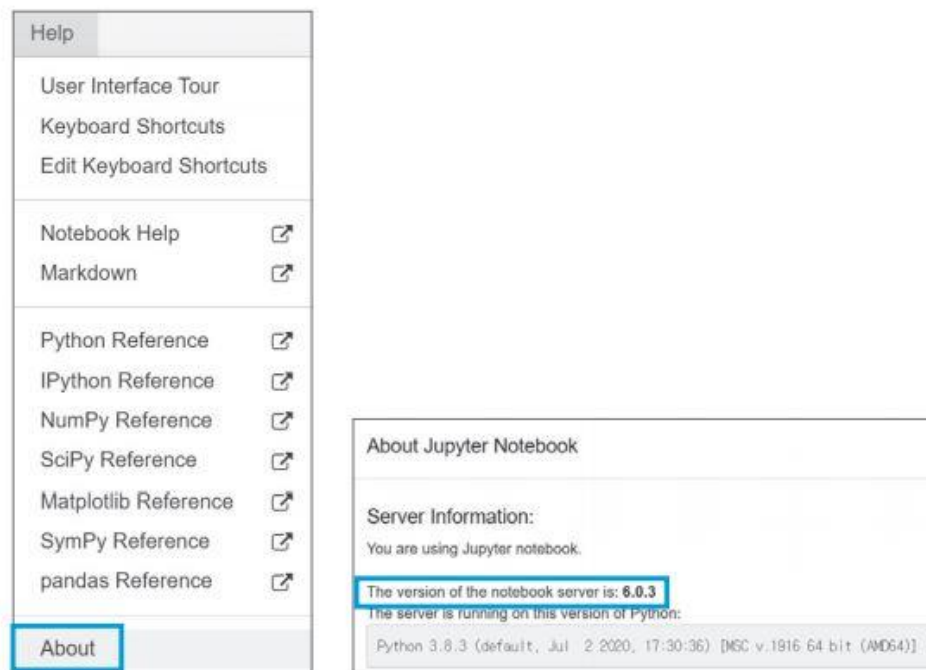 Help
User Interface Tour
Keyboard Shortcuts
Edit Keyboard Shortcuts
Notebook Help
Markdown
Python Reference
IPython Reference
NumPy Reference
SciPy Reference
Matplotlib Reference
SymPy Reference
pandas Reference
About
About Jupyter Notebook
Server Information:
You are using Jupyter notebook.
The version of the notebook server is: 6.0.3
The server is running on this version of Python:
Python 3.8.3 (default, Jul 2 2020, 17:30:36) [MSC v.1916 64 bit (AMD64)]